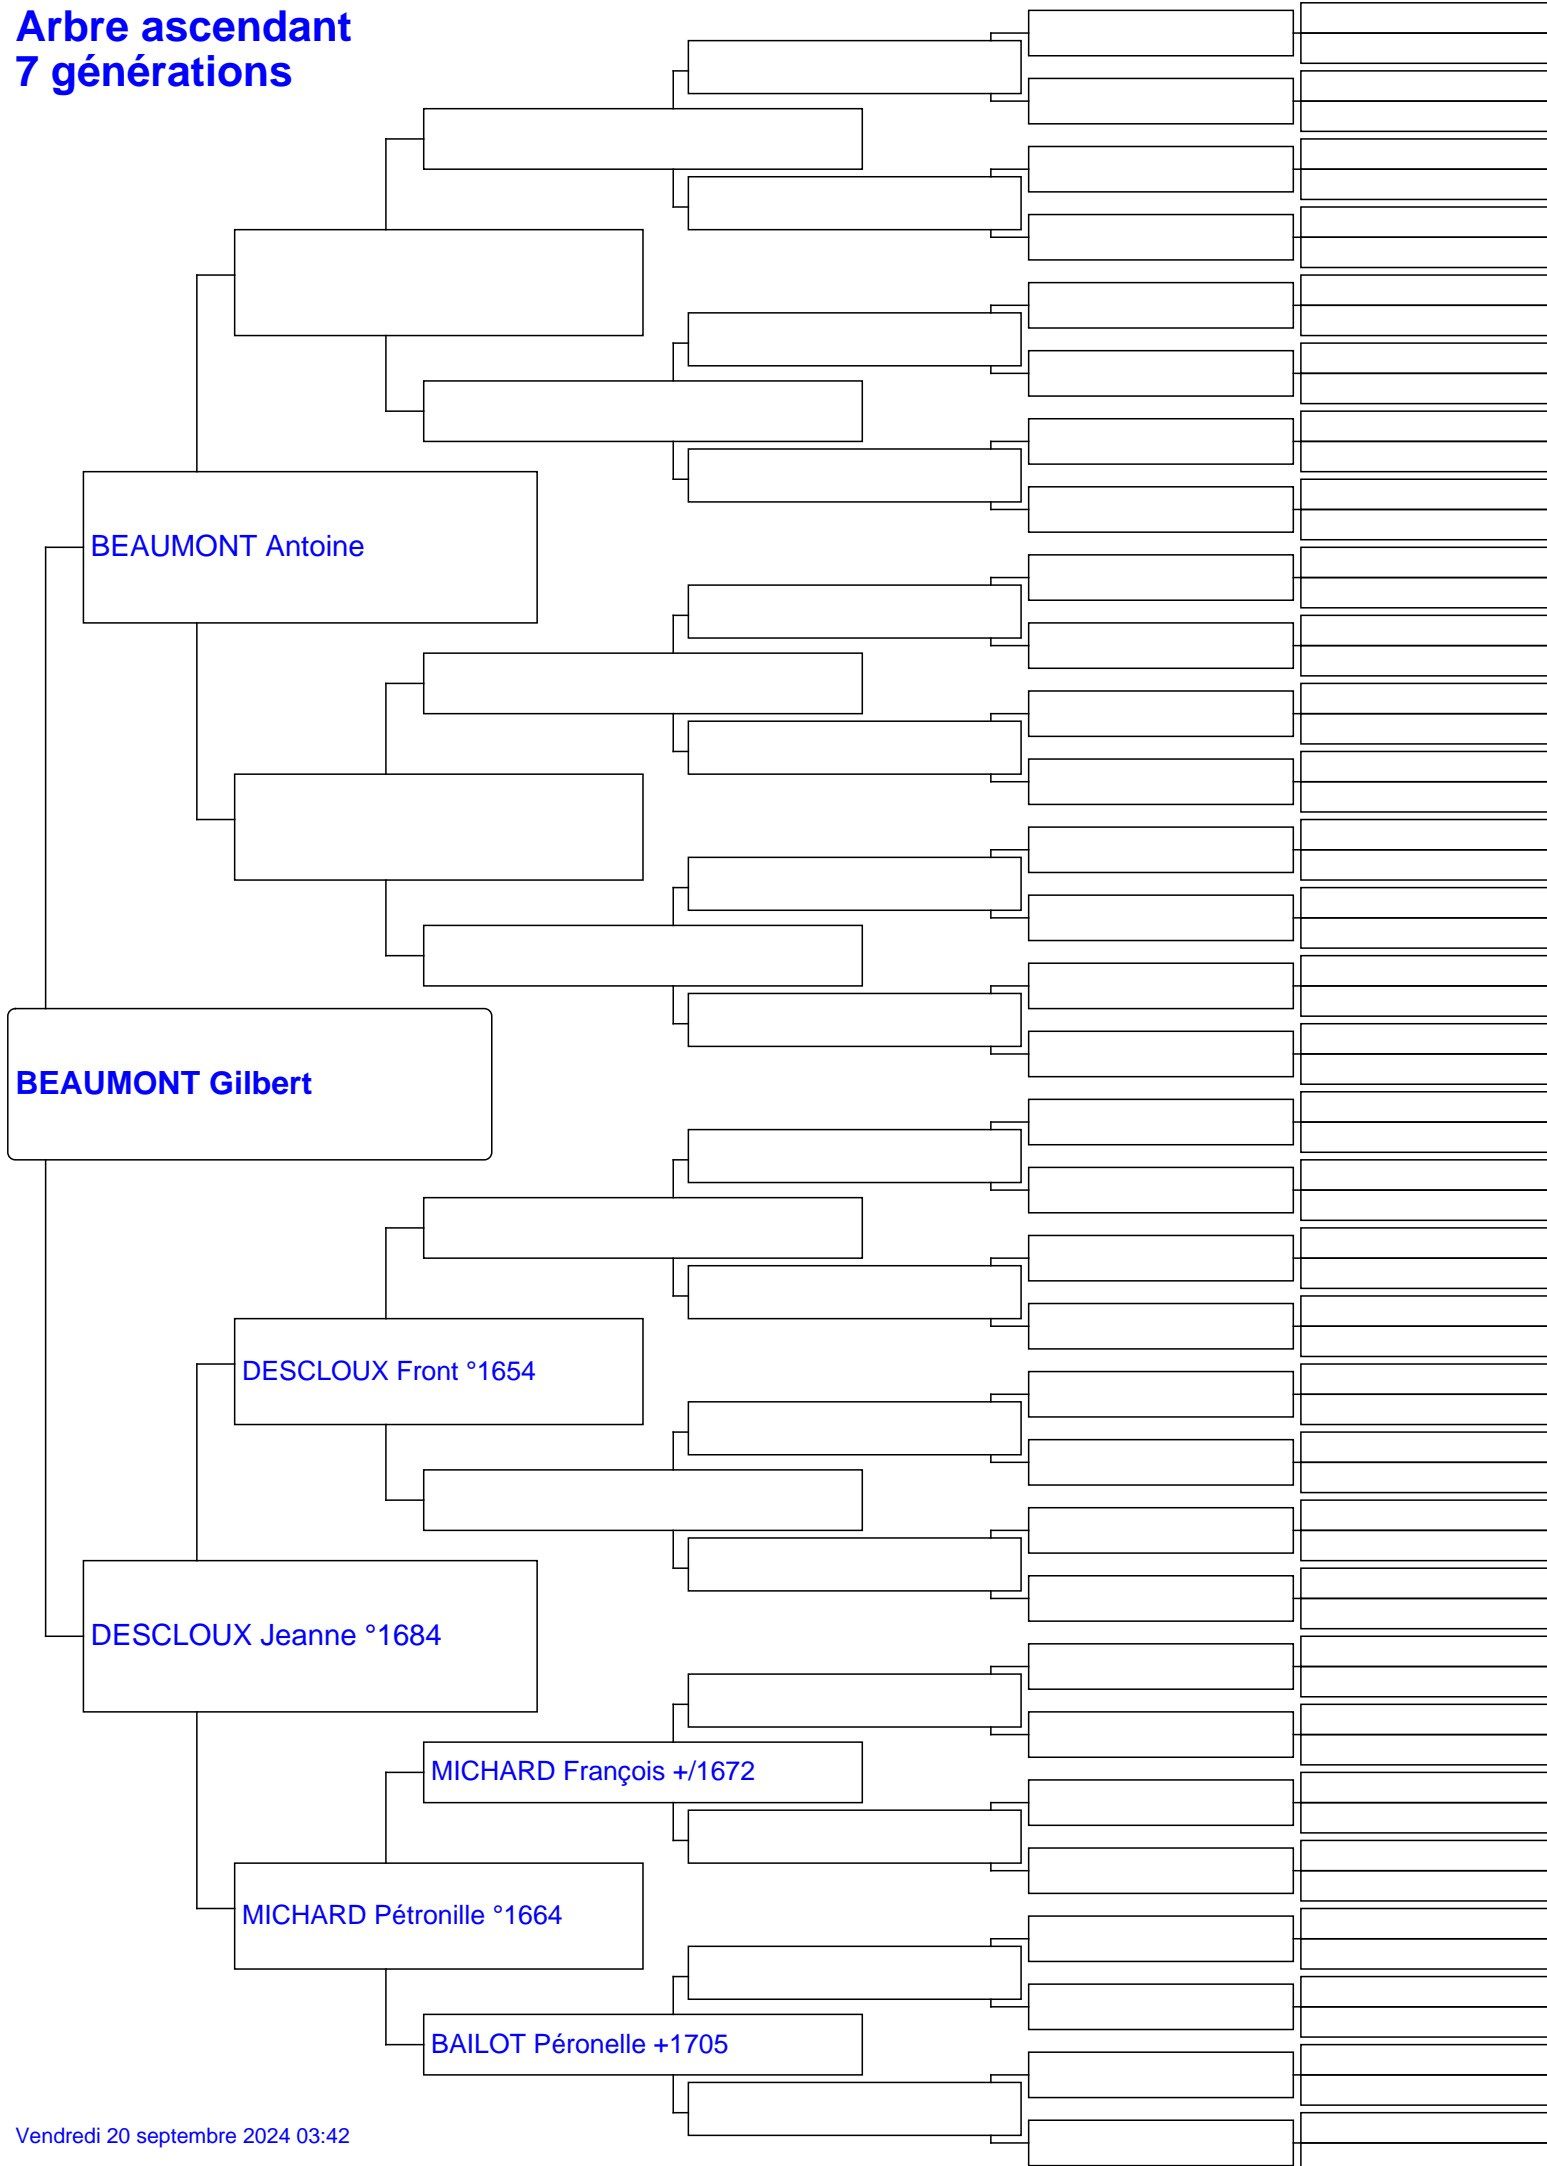 Arbre ascendant
7 générations
BEAUMONT Antoine
BEAUMONT Gilbert
DESCLOUX Front °1654
DESCLOUX Jeanne °1684
MICHARD François +/1672
MICHARD Pétronille °1664
BAILOT Péronelle +1705
Vendredi 20 septembre 2024 03:42